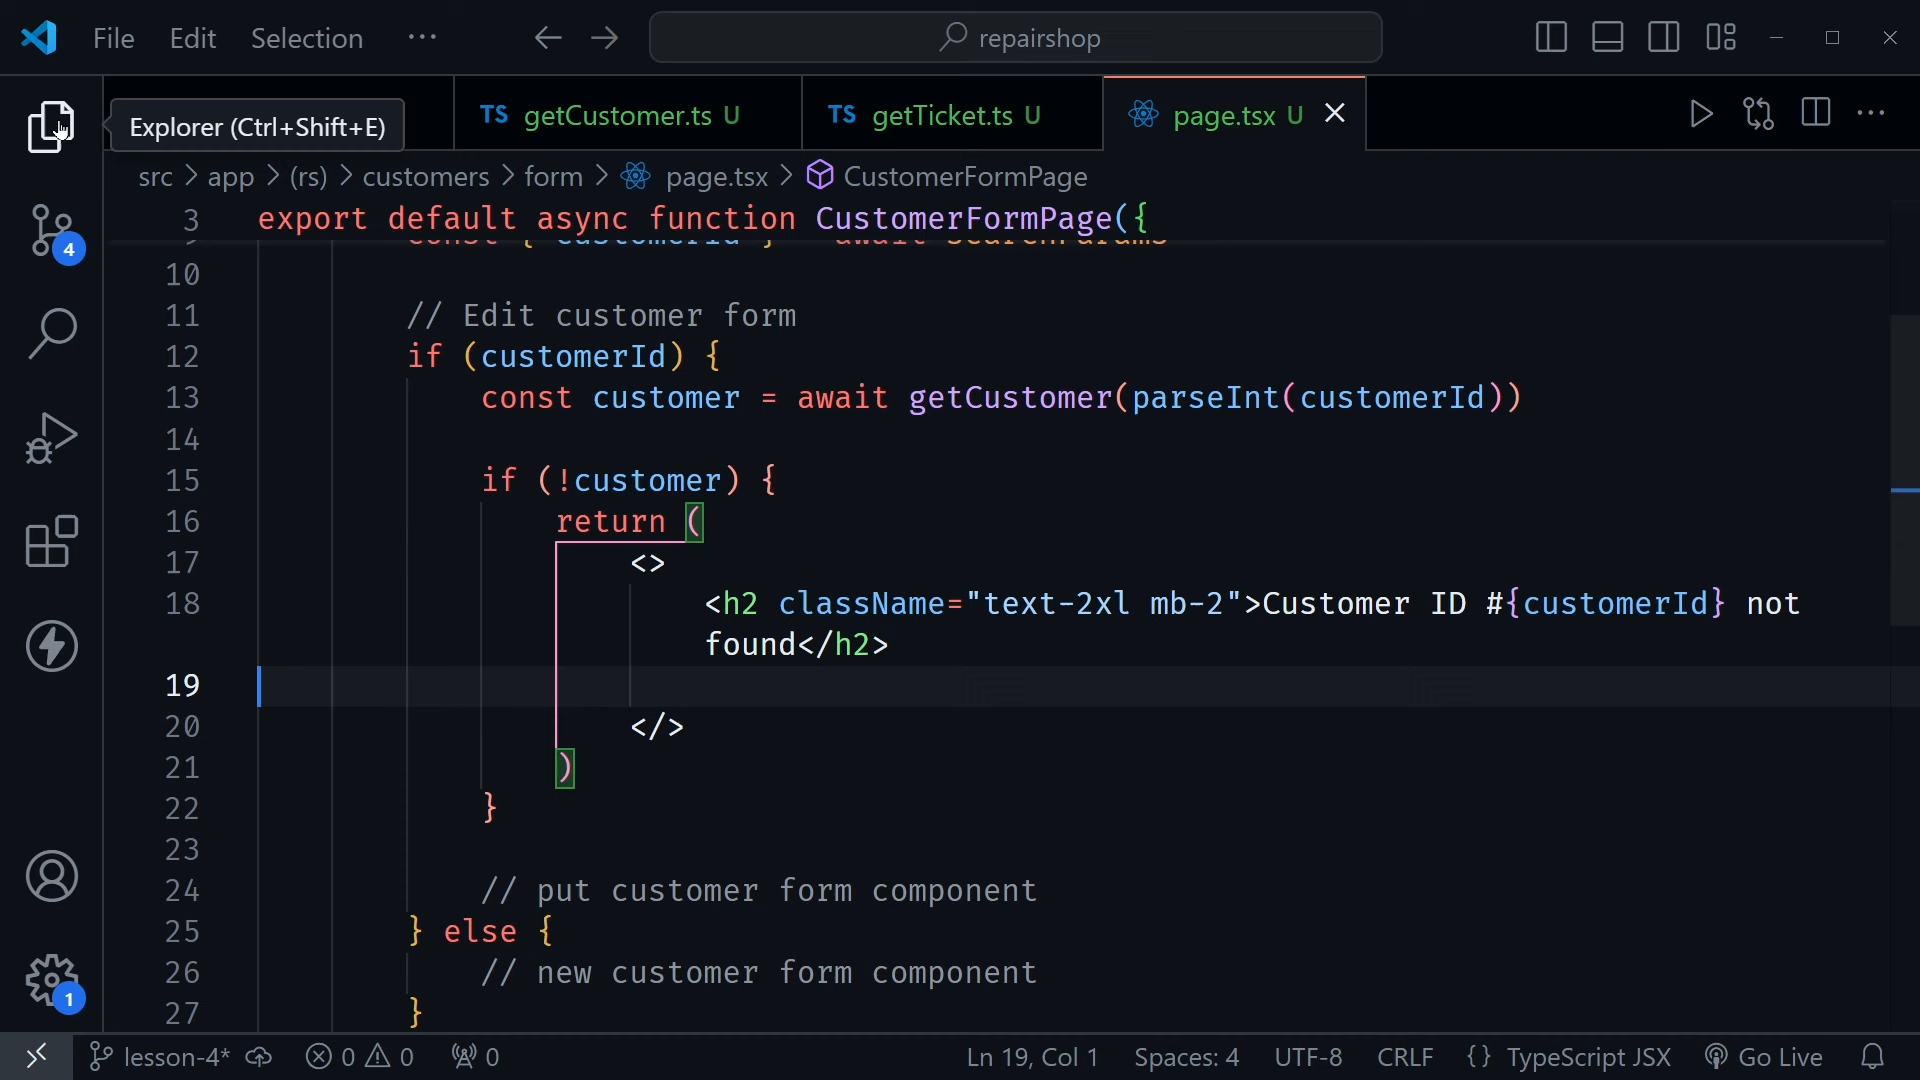 File Edit Selection ··· repairshop
Explorer (Ctrl+Shift+E)
TS getCustomer.ts U
TS getTicket.ts U
page.tsx U
src > app > (rs) > customers > form > page.tsx > CustomerFormPage
3 export default async function CustomerFormPage({
const { customerId } = await searchParams
10
11 // Edit customer form
12 if (customerId) {
13 const customer = await getCustomer(parseInt(customerId))
14
15 if (!customer) {
16 return (
17 <>
18 <h2 className="text-2xl mb-2">Customer ID #{customerId} not
found</h2>
19
20 </>
21 )
22 }
23
24 // put customer form component
25 } else {
26 // new customer form component
27 }
4
1
lesson-4* 0 0 0 Ln 19, Col 1 Spaces: 4 UTF-8 CRLF {} TypeScript JSX Go Live